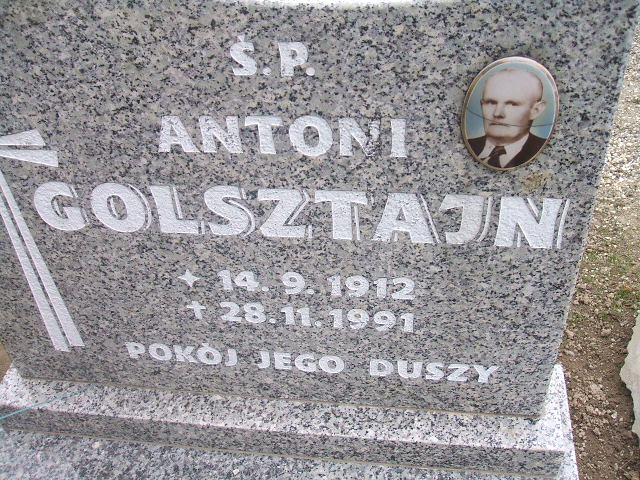 Ś.P.
ANTONI
GOLSZTAJN
14.9.1912
28.11.1991
POKÓJ JEGO DUSZY